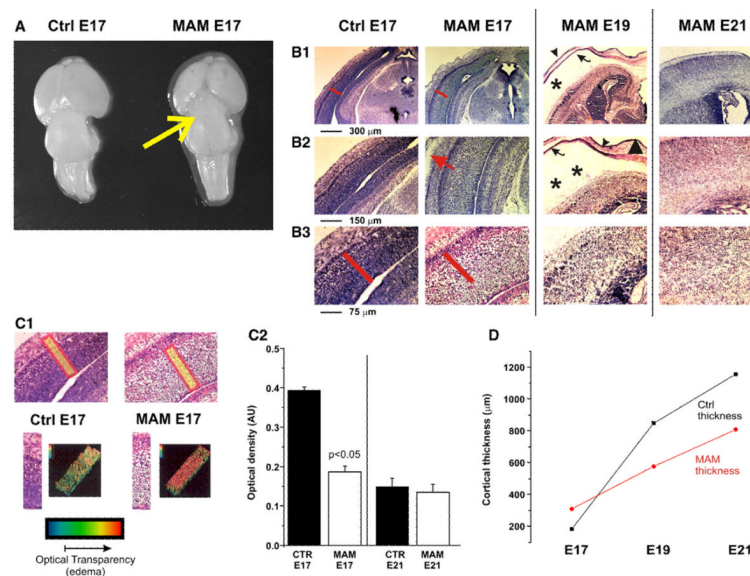 A
Ctrl E17
MAM E17
Ctrl E17
MAM E17
MAM E19
MAM E21
B1
300 µm
B2
150 µm
B3
75 µm
C1
Ctrl E17
MAM E17
Optical Transparency
(edema)
C2
Optical density (AU)
0.5
0.4
0.3
0.2
0.1
0.0
p<0.05
CTR
E17
MAM
E17
CTR
E21
MAM
E21
D
Cortical thickness (µm)
1200
1000
800
600
400
200
Ctrl
thickness
MAM
thickness
E17
E19
E21